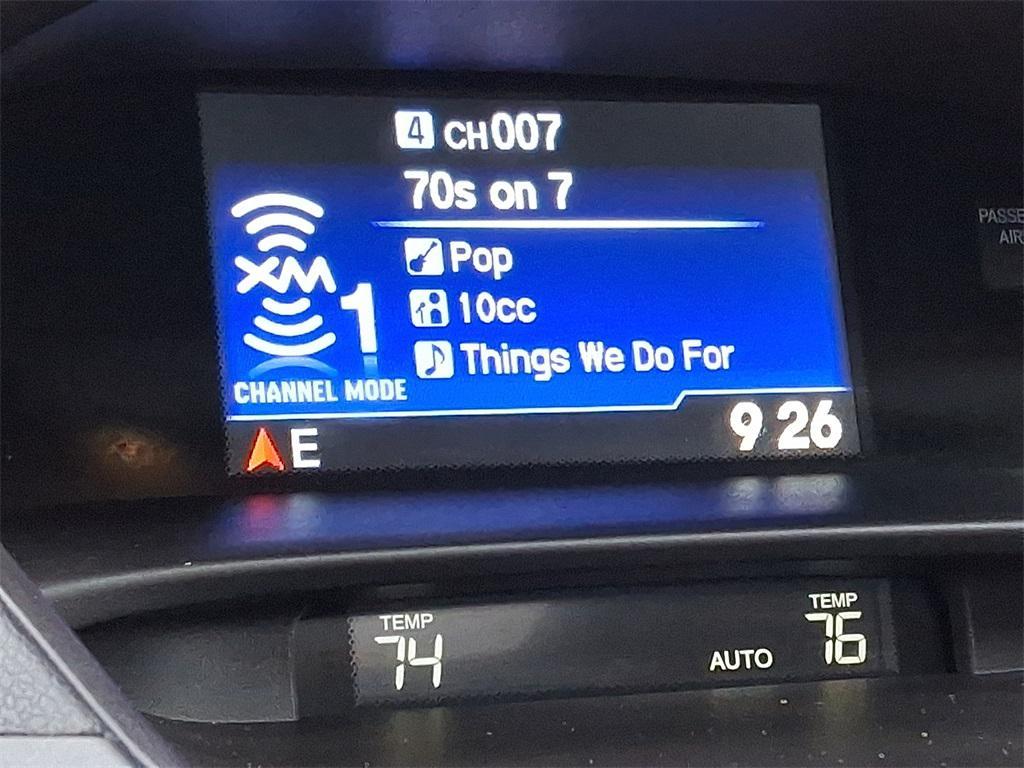 4 CH007
70s on 7
XM 1
Pop
10cc
Things We Do For
CHANNEL MODE
E
9 26
PASSE
AIR
TEMP
74
AUTO
TEMP
76